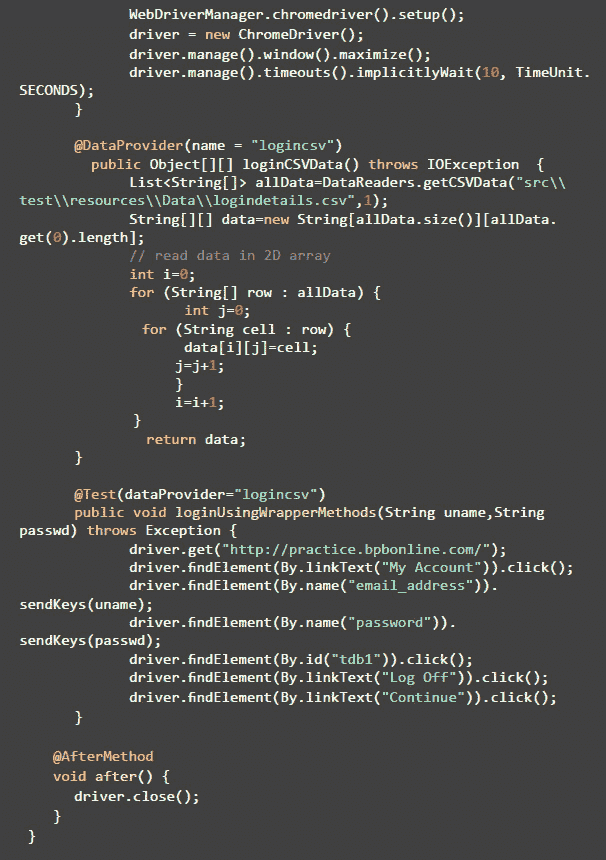 WebDriverManager.chromedriver().setup();
driver = new ChromeDriver();
driver.manage().window().maximize();
driver.manage().timeouts().implicitlyWait(10, TimeUnit.
SECONDS);
}
@DataProvider(name = "logincsv")
public Object[][] loginCSVData() throws IOException {
List<String[]> allData=DataReaders.getCSVData("src\\
test\\resources\\Data\\logindetails.csv",1);
String[][] data=new String[allData.size()][allData.
get(0).length];
// read data in 2D array
int i=0;
for (String[] row : allData) {
int j=0;
for (String cell : row) {
data[i][j]=cell;
j=j+1;
}
i=i+1;
}
return data;
}
@Test(dataProvider="logincsv")
public void loginUsingWrapperMethods(String uname,String
passwd) throws Exception {
driver.get("http://practice.bpbonline.com/");
driver.findElement(By.linkText("My Account")).click();
driver.findElement(By.name("email_address")).
sendKeys(uname);
driver.findElement(By.name("password")).
sendKeys(passwd);
driver.findElement(By.id("tdb1")).click();
driver.findElement(By.linkText("Log Off")).click();
driver.findElement(By.linkText("Continue")).click();
}
@AfterMethod
void after() {
driver.close();
}
}